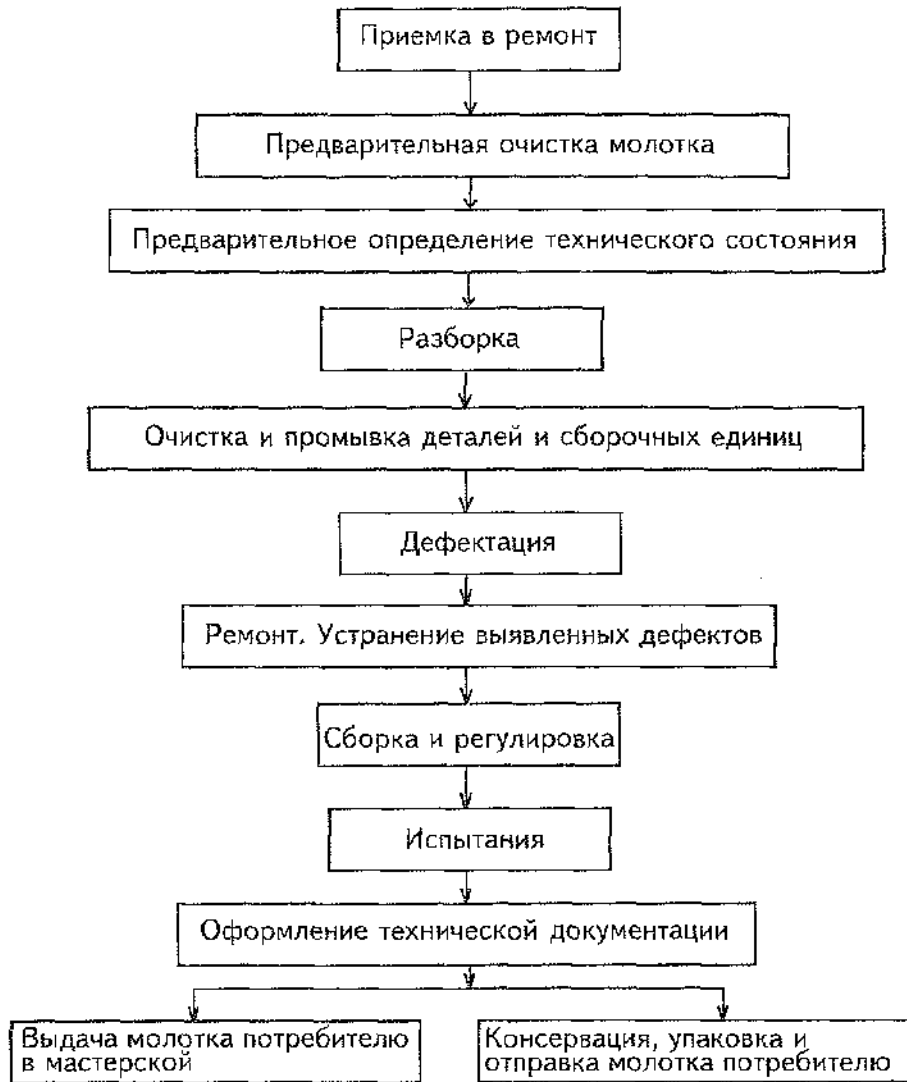 Приемка в ремонт
Предварительная очистка молотка
Предварительное определение технического состояния
Разборка
Очистка и промывка деталей и сборочных единиц
Дефектация
Ремонт. Устранение выявленных дефектов
Сборка и регулировка
Испытания
Оформление технической документации
Выдача молотка потребителю
в мастерской
Консервация, упаковка и
отправка молотка потребителю